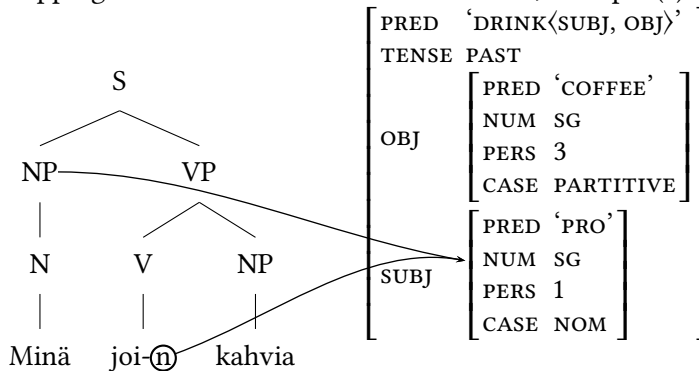 PRED ‘DRINK⟨SUBJ, OBJ⟩’
TENSE PAST
OBJ
PRED ‘COFFEE’
NUM SG
PERS 3
CASE PARTITIVE
SUBJ
PRED ‘PRO’
NUM SG
PERS 1
CASE NOM
S
NP VP
N V NP
Minä joi-n kahvia